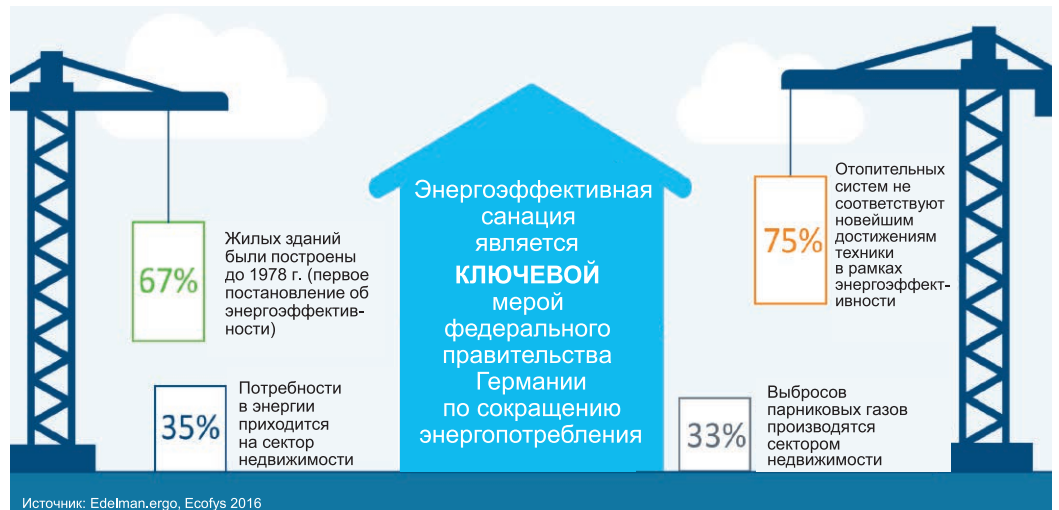 67%
Жилых зданий
были построены
до 1978 г. (первое
постановление об
энергоэффектив-
ности)
35%
Потребности
в энергии
приходится
на сектор
недвижимости
Энергоэффективная
санация
является
КЛЮЧЕВОЙ
мерой
федерального
правительства
Германии
по сокращению
энергопотребления
75%
Отопительных
систем не
соответствуют
новейшим
достижениям
техники
в рамках
энергоэффект-
ивности
33%
Выбросов
парниковых газов
производятся
сектором
недвижимости
Источник: Edelman.ergo, Ecofys 2016